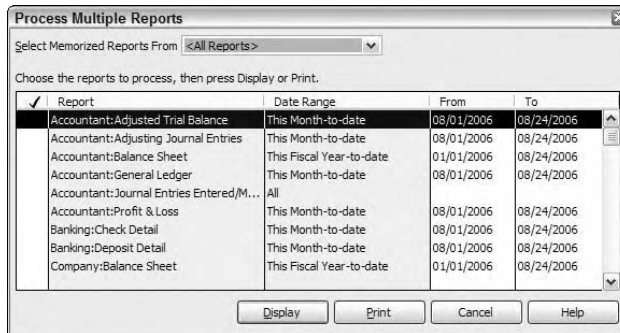 Process Multiple Reports
Select Memorized Reports From <All Reports>
Choose the reports to process, then press Display or Print.
✓ Report Date Range From To
Accountant:Adjusted Trial Balance This Month-to-date 08/01/2006 08/24/2006
Accountant:Adjusting Journal Entries This Month-to-date 08/01/2006 08/24/2006
Accountant:Balance Sheet This Fiscal Year-to-date 01/01/2006 08/24/2006
Accountant:General Ledger This Month-to-date 08/01/2006 08/24/2006
Accountant:Journal Entries Entered/M... All
Accountant:Profit & Loss This Month-to-date 08/01/2006 08/24/2006
Banking:Check Detail This Month-to-date 08/01/2006 08/24/2006
Banking:Deposit Detail This Month-to-date 08/01/2006 08/24/2006
Company:Balance Sheet This Fiscal Year-to-date 01/01/2006 08/24/2006
Display Print Cancel Help